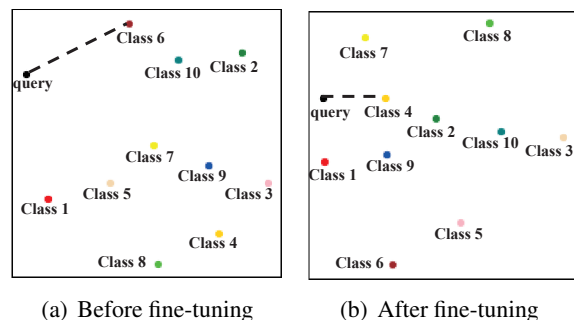 Class 6
Class 10
Class 2
query
Class 7
Class 9
Class 5
Class 3
Class 1
Class 4
Class 8
(a) Before fine-tuning
Class 8
Class 7
query
Class 4
Class 2
Class 10
Class 3
Class 1
Class 9
Class 5
Class 6
(b) After fine-tuning